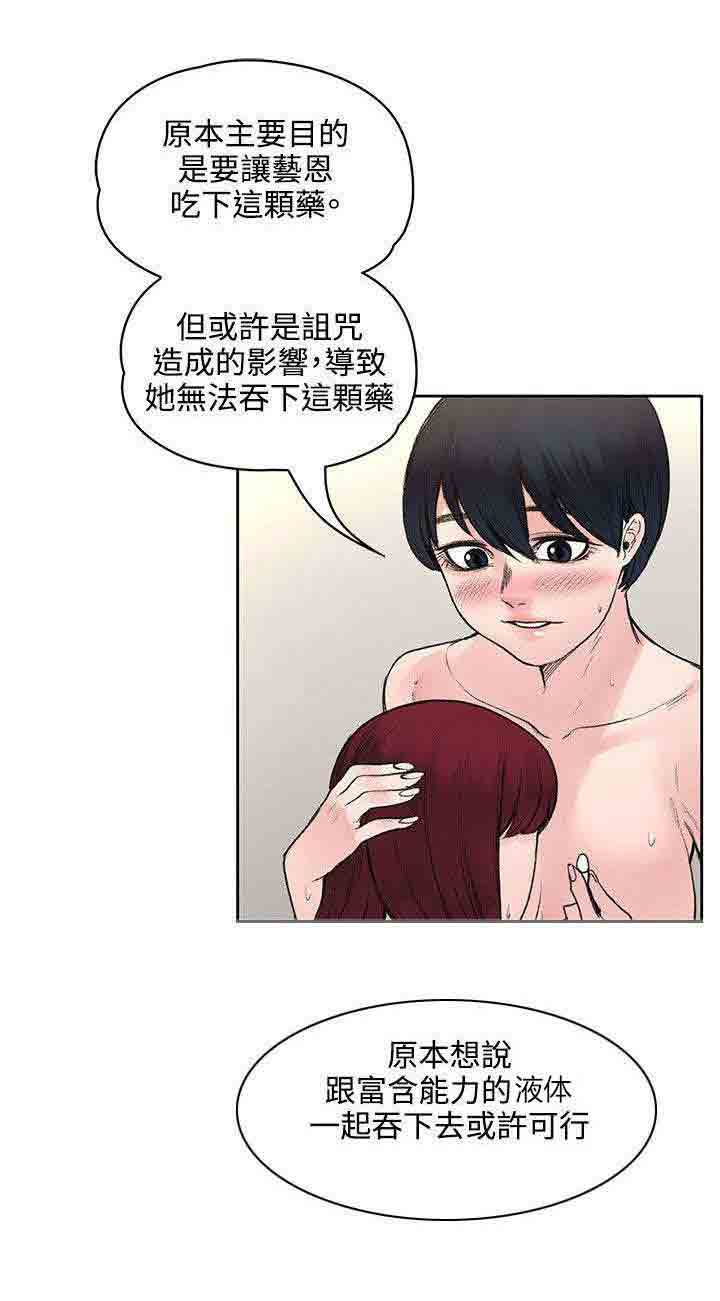 原本主要目的
是要讓藝恩
吃下這顆藥。
但或許是詛咒
造成的影響，導致
她無法吞下這顆藥
原本想說
跟富含能力的液体
一起吞下去或許可行